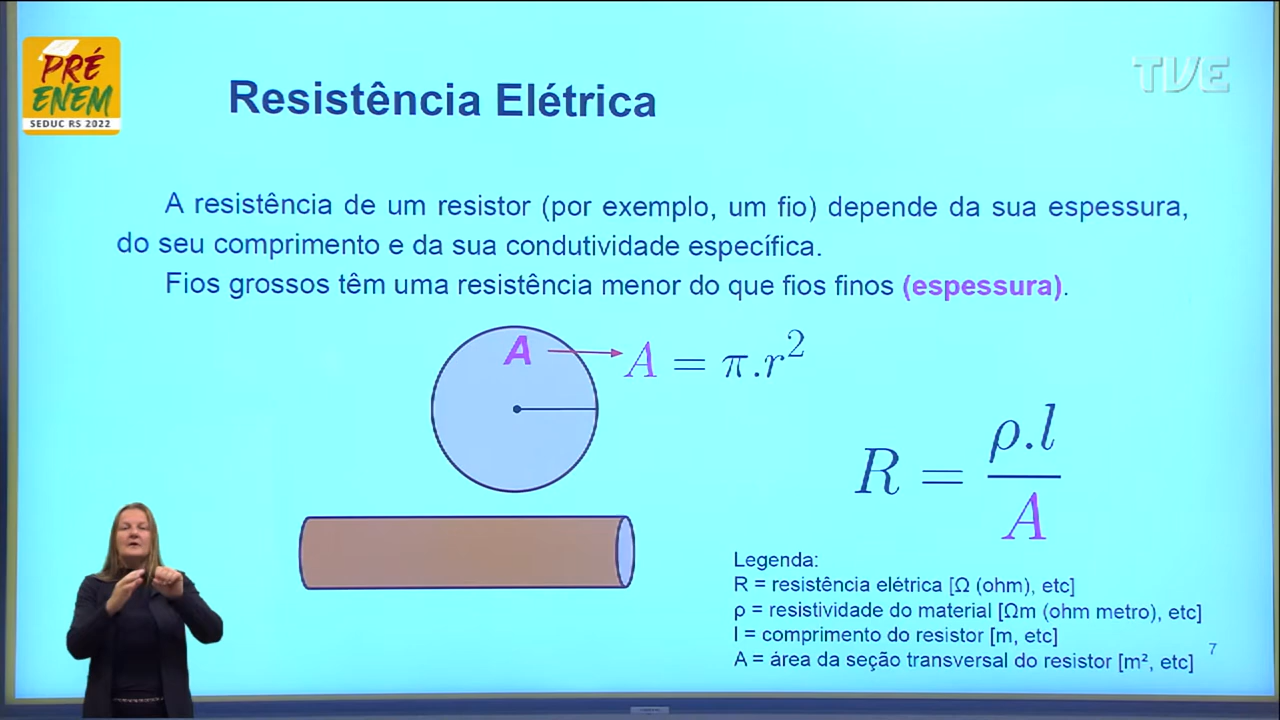 PRÉ
ENEM
SEDUC RS 2022
TVE
Resistência Elétrica
A resistência de um resistor (por exemplo, um fio) depende da sua espessura,
do seu comprimento e da sua condutividade específica.
Fios grossos têm uma resistência menor do que fios finos (espessura).
A
A = π.r²
R = ρ.l / A
Legenda:
R = resistência elétrica [Ω (ohm), etc]
ρ = resistividade do material [Ωm (ohm metro), etc]
l = comprimento do resistor [m, etc]
A = área da seção transversal do resistor [m², etc]
7